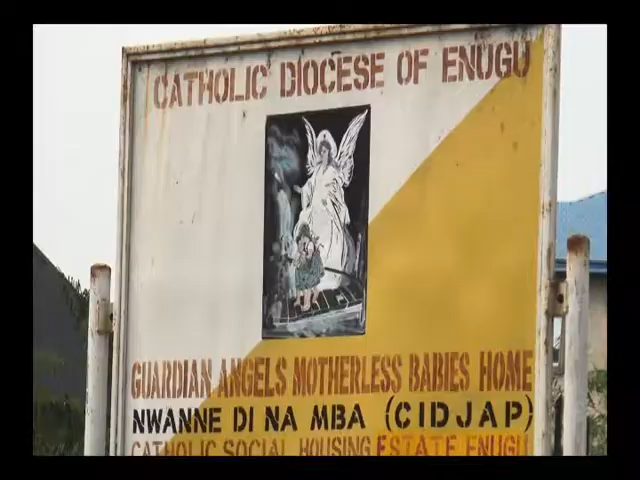 CATHOLIC DIOCESE OF ENUGU
GUARDIAN ANGELS MOTHERLESS BABIES HOME
NWANNE DI NA MBA (CIDJAP)
CATHOLIC SOCIAL HOUSING ESTATE ENUGU